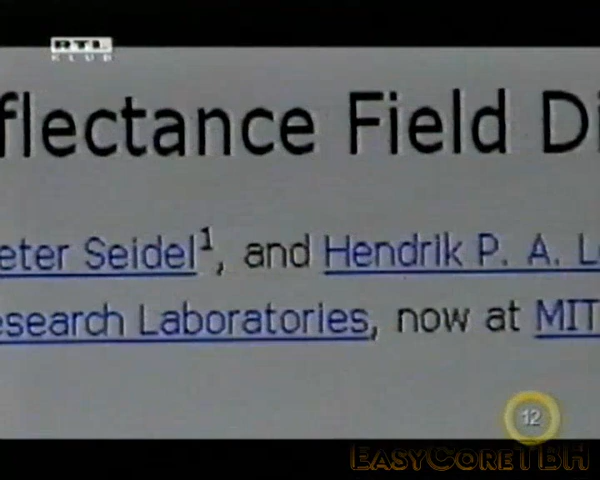 RTL
KLUB
flectance Field Di
eter Seidel¹, and Hendrik P. A. L
esearch Laboratories, now at MIT
12
EASYCORETBH